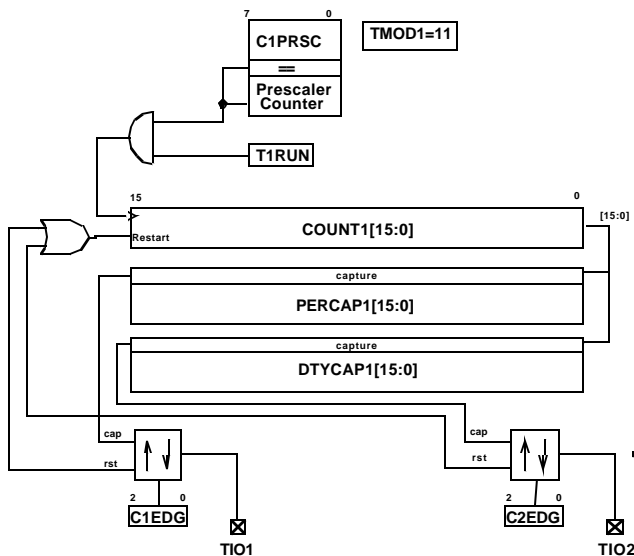 7 0
C1PRSC
TMOD1=11
==
Prescaler
Counter
T1RUN
15 0
[15:0]
COUNT1[15:0]
Restart
capture
PERCAP1[15:0]
capture
DTYCAP1[15:0]
cap
cap
rst
rst
2 0
2 0
C1EDG
C2EDG
TIO1
TIO2